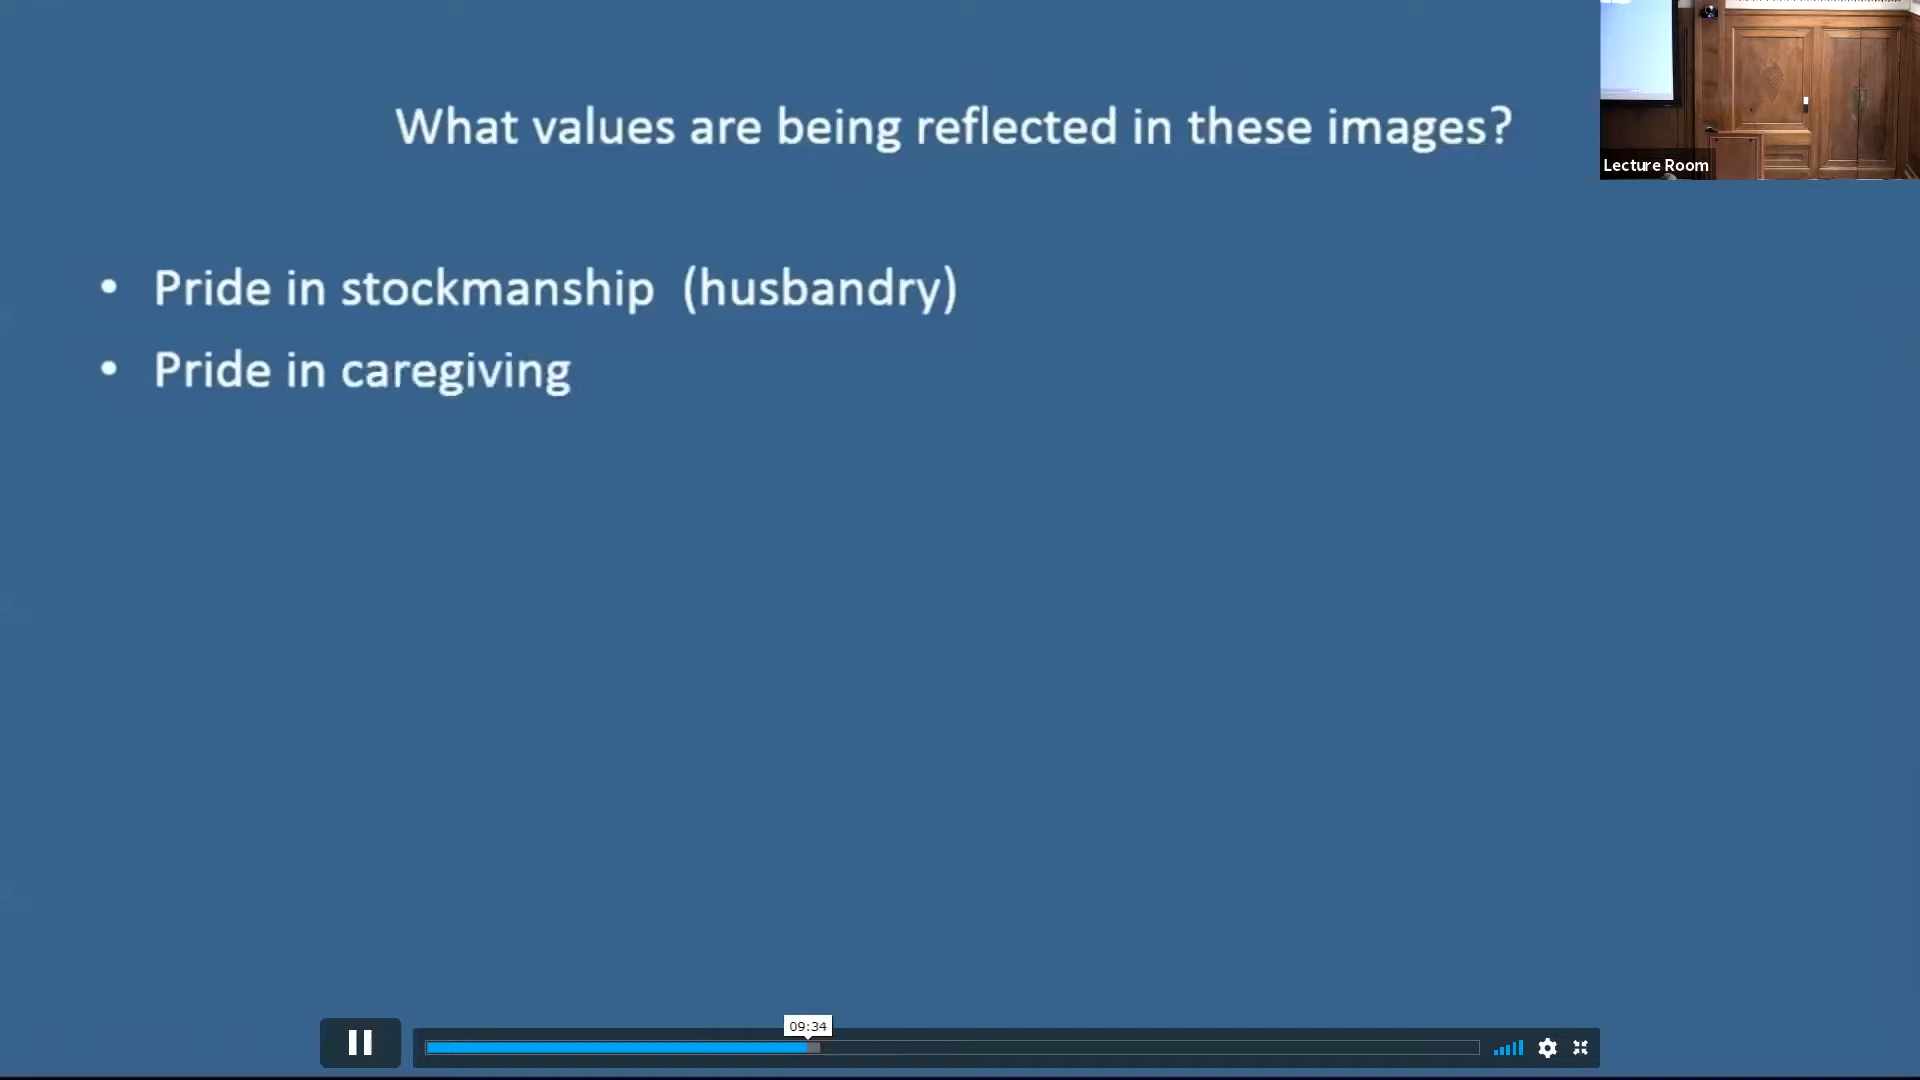 What values are being reflected in these images?
Lecture Room
• Pride in stockmanship (husbandry)
• Pride in caregiving
09:34